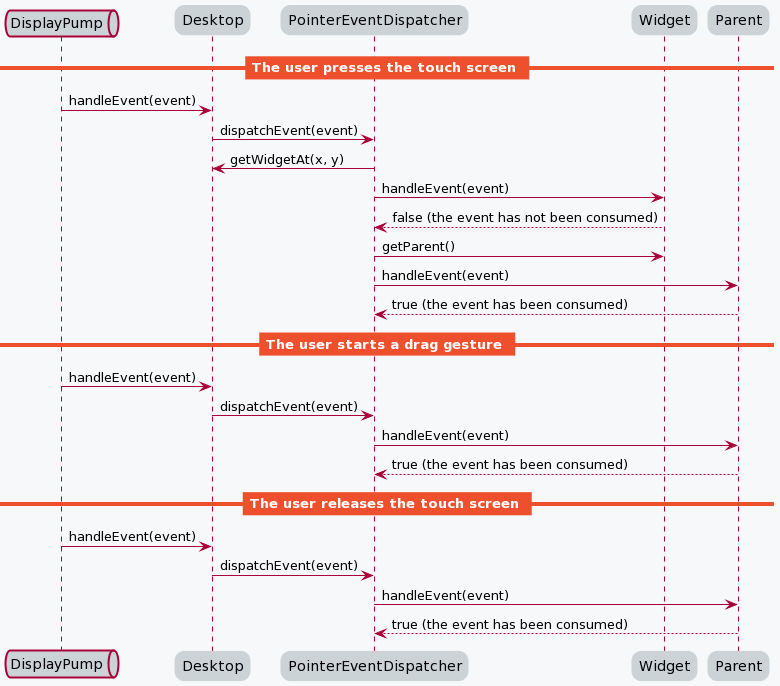 DisplayPump Desktop PointerEventDispatcher Widget Parent
The user presses the touch screen
handleEvent(event)
dispatchEvent(event)
getWidgetAt(x, y)
handleEvent(event)
false (the event has not been consumed)
getParent()
handleEvent(event)
true (the event has been consumed)
The user starts a drag gesture
handleEvent(event)
dispatchEvent(event)
handleEvent(event)
true (the event has been consumed)
The user releases the touch screen
handleEvent(event)
dispatchEvent(event)
handleEvent(event)
true (the event has been consumed)
DisplayPump Desktop PointerEventDispatcher Widget Parent